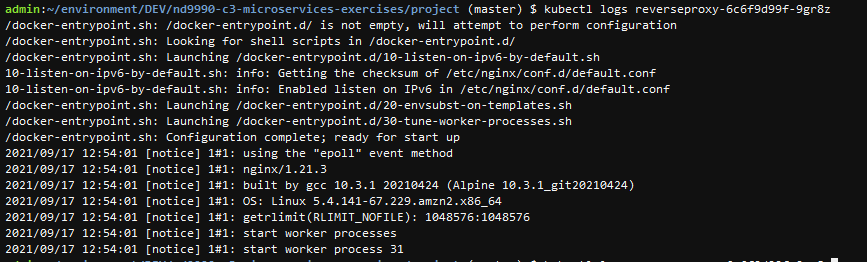 admin:~/environment/DEV/nd9990-c3-microservices-exercises/project (master) $ kubectl logs reverseproxy-6c6f9d99f-9gr8z
/docker-entrypoint.sh: /docker-entrypoint.d/ is not empty, will attempt to perform configuration
/docker-entrypoint.sh: Looking for shell scripts in /docker-entrypoint.d/
/docker-entrypoint.sh: Launching /docker-entrypoint.d/10-listen-on-ipv6-by-default.sh
10-listen-on-ipv6-by-default.sh: info: Getting the checksum of /etc/nginx/conf.d/default.conf
10-listen-on-ipv6-by-default.sh: info: Enabled listen on IPv6 in /etc/nginx/conf.d/default.conf
/docker-entrypoint.sh: Launching /docker-entrypoint.d/20-envsubst-on-templates.sh
/docker-entrypoint.sh: Launching /docker-entrypoint.d/30-tune-worker-processes.sh
/docker-entrypoint.sh: Configuration complete; ready for start up
2021/09/17 12:54:01 [notice] 1#1: using the "epoll" event method
2021/09/17 12:54:01 [notice] 1#1: nginx/1.21.3
2021/09/17 12:54:01 [notice] 1#1: built by gcc 10.3.1 20210424 (Alpine 10.3.1_git20210424)
2021/09/17 12:54:01 [notice] 1#1: OS: Linux 5.4.141-67.229.amzn2.x86_64
2021/09/17 12:54:01 [notice] 1#1: getrlimit(RLIMIT_NOFILE): 1048576:1048576
2021/09/17 12:54:01 [notice] 1#1: start worker processes
2021/09/17 12:54:01 [notice] 1#1: start worker process 31